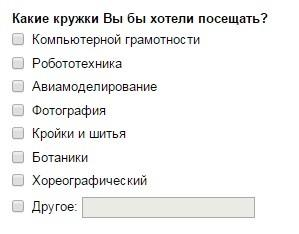 Какие кружки Вы бы хотели посещать?
Компьютерной грамотности
Робототехника
Авиамоделирование
Фотография
Кройки и шитья
Ботаники
Хореографический
Другое: